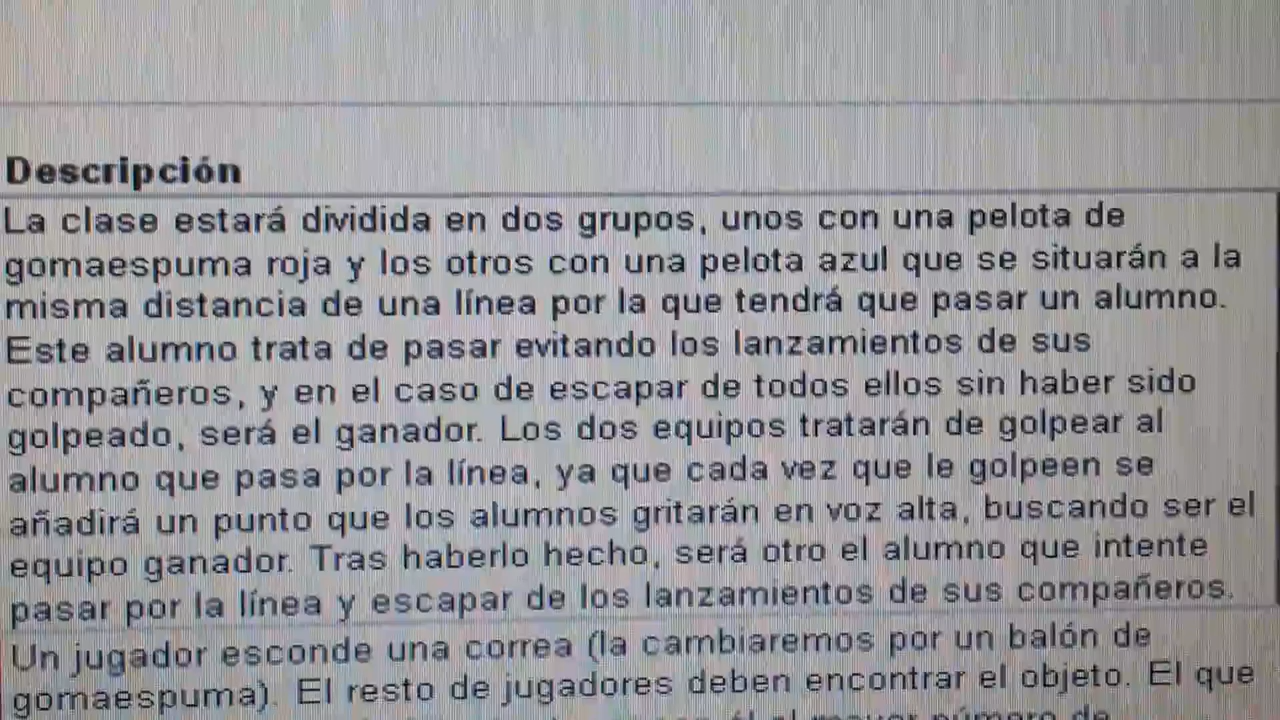 Descripción
La clase estará dividida en dos grupos, unos con una pelota de
gomaespuma roja y los otros con una pelota azul que se situarán a la
misma distancia de una línea por la que tendrá que pasar un alumno.
Este alumno trata de pasar evitando los lanzamientos de sus
compañeros, y en el caso de escapar de todos ellos sin haber sido
golpeado, será el ganador. Los dos equipos tratarán de golpear al
alumno que pasa por la línea, ya que cada vez que le golpeen se
añadirá un punto que los alumnos gritarán en voz alta, buscando ser el
equipo ganador. Tras haberlo hecho, será otro el alumno que intente
pasar por la línea y escapar de los lanzamientos de sus compañeros.
Un jugador esconde una correa (la cambiaremos por un balón de
gomaespuma). El resto de jugadores deben encontrar el objeto. El que
él el mayor número de